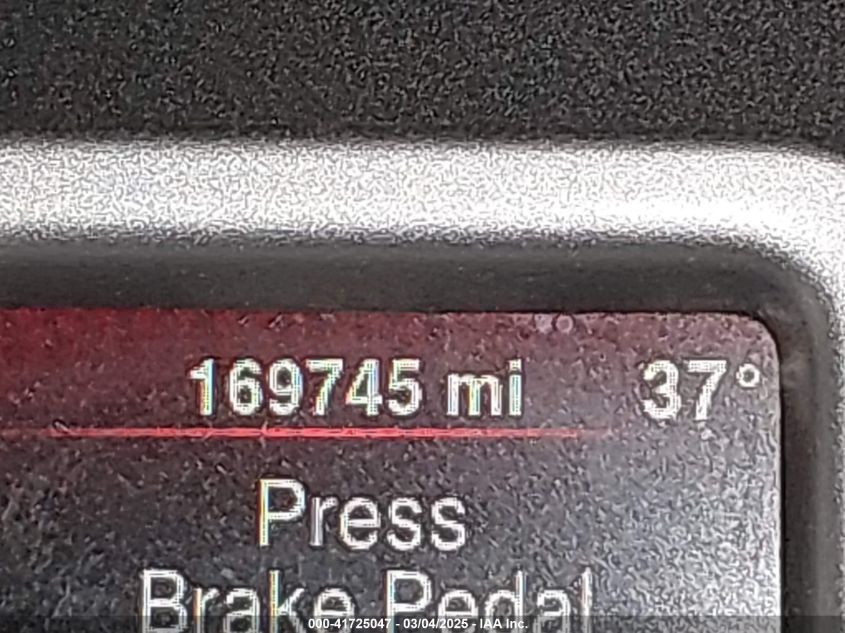 169745 mi 37°
Press
Brake Pedal
000-41725047 - 03/04/2025 - IAA Inc.